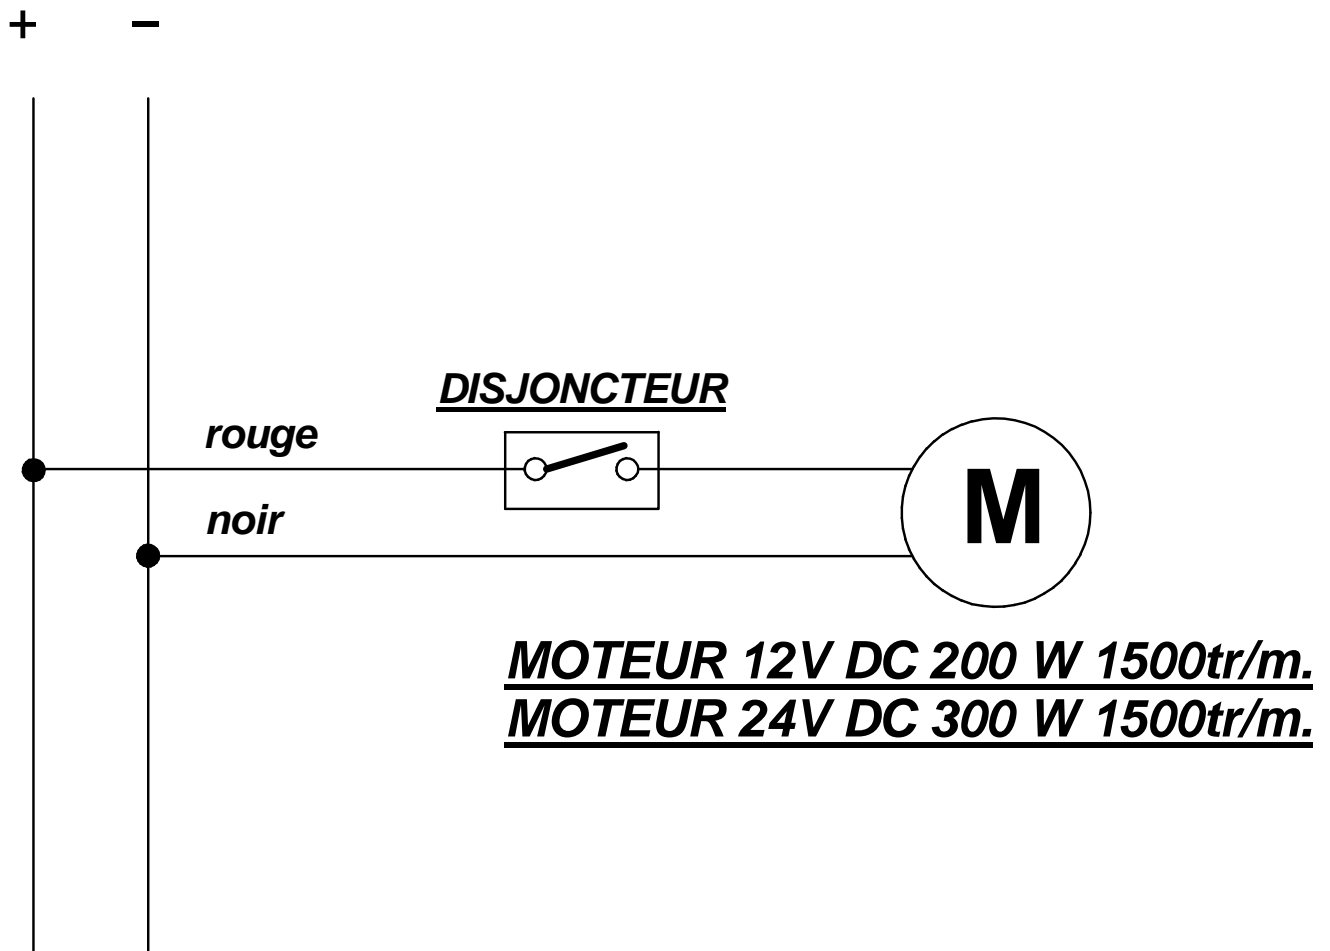 + −
DISJONCTEUR
rouge
noir
M
MOTEUR 12V DC 200 W 1500tr/m.
MOTEUR 24V DC 300 W 1500tr/m.